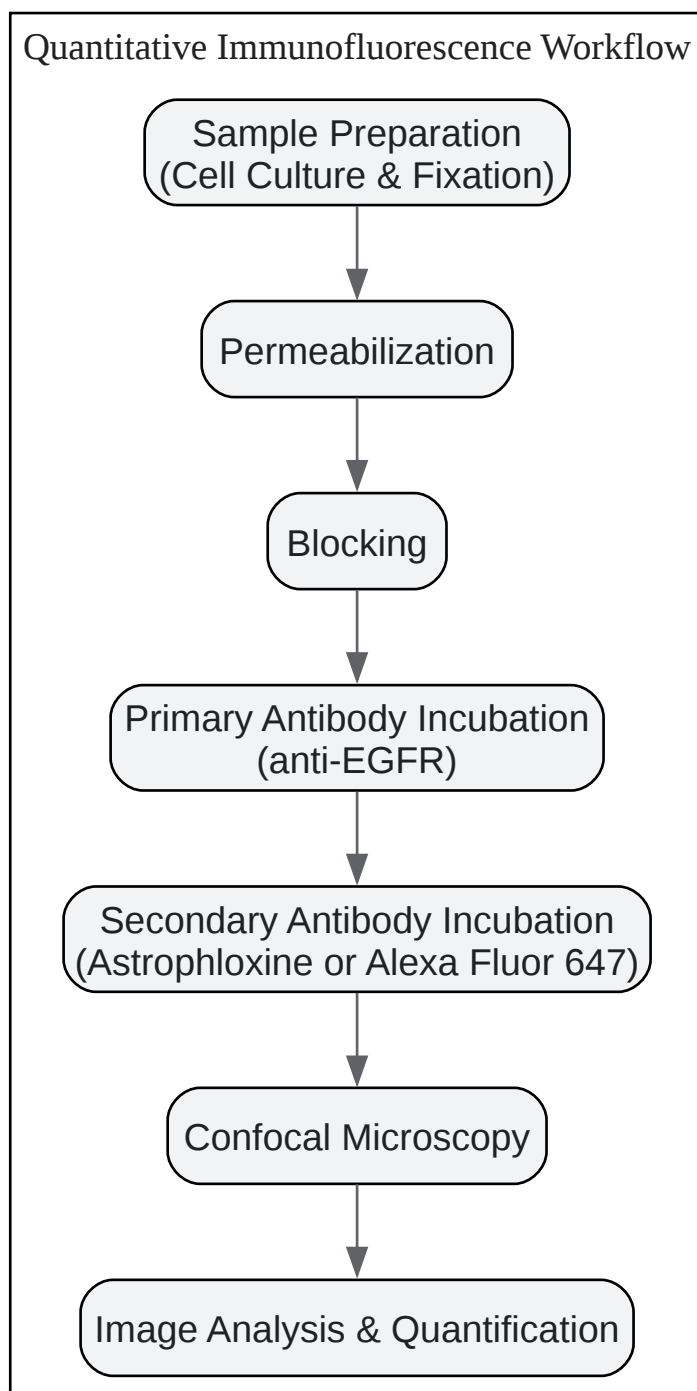 Quantitative Immunofluorescence Workflow
Sample Preparation
(Cell Culture & Fixation)
Permeabilization
Blocking
Primary Antibody Incubation
(anti-EGFR)
Secondary Antibody Incubation
(Astrophloxine or Alexa Fluor 647)
Confocal Microscopy
Image Analysis & Quantification